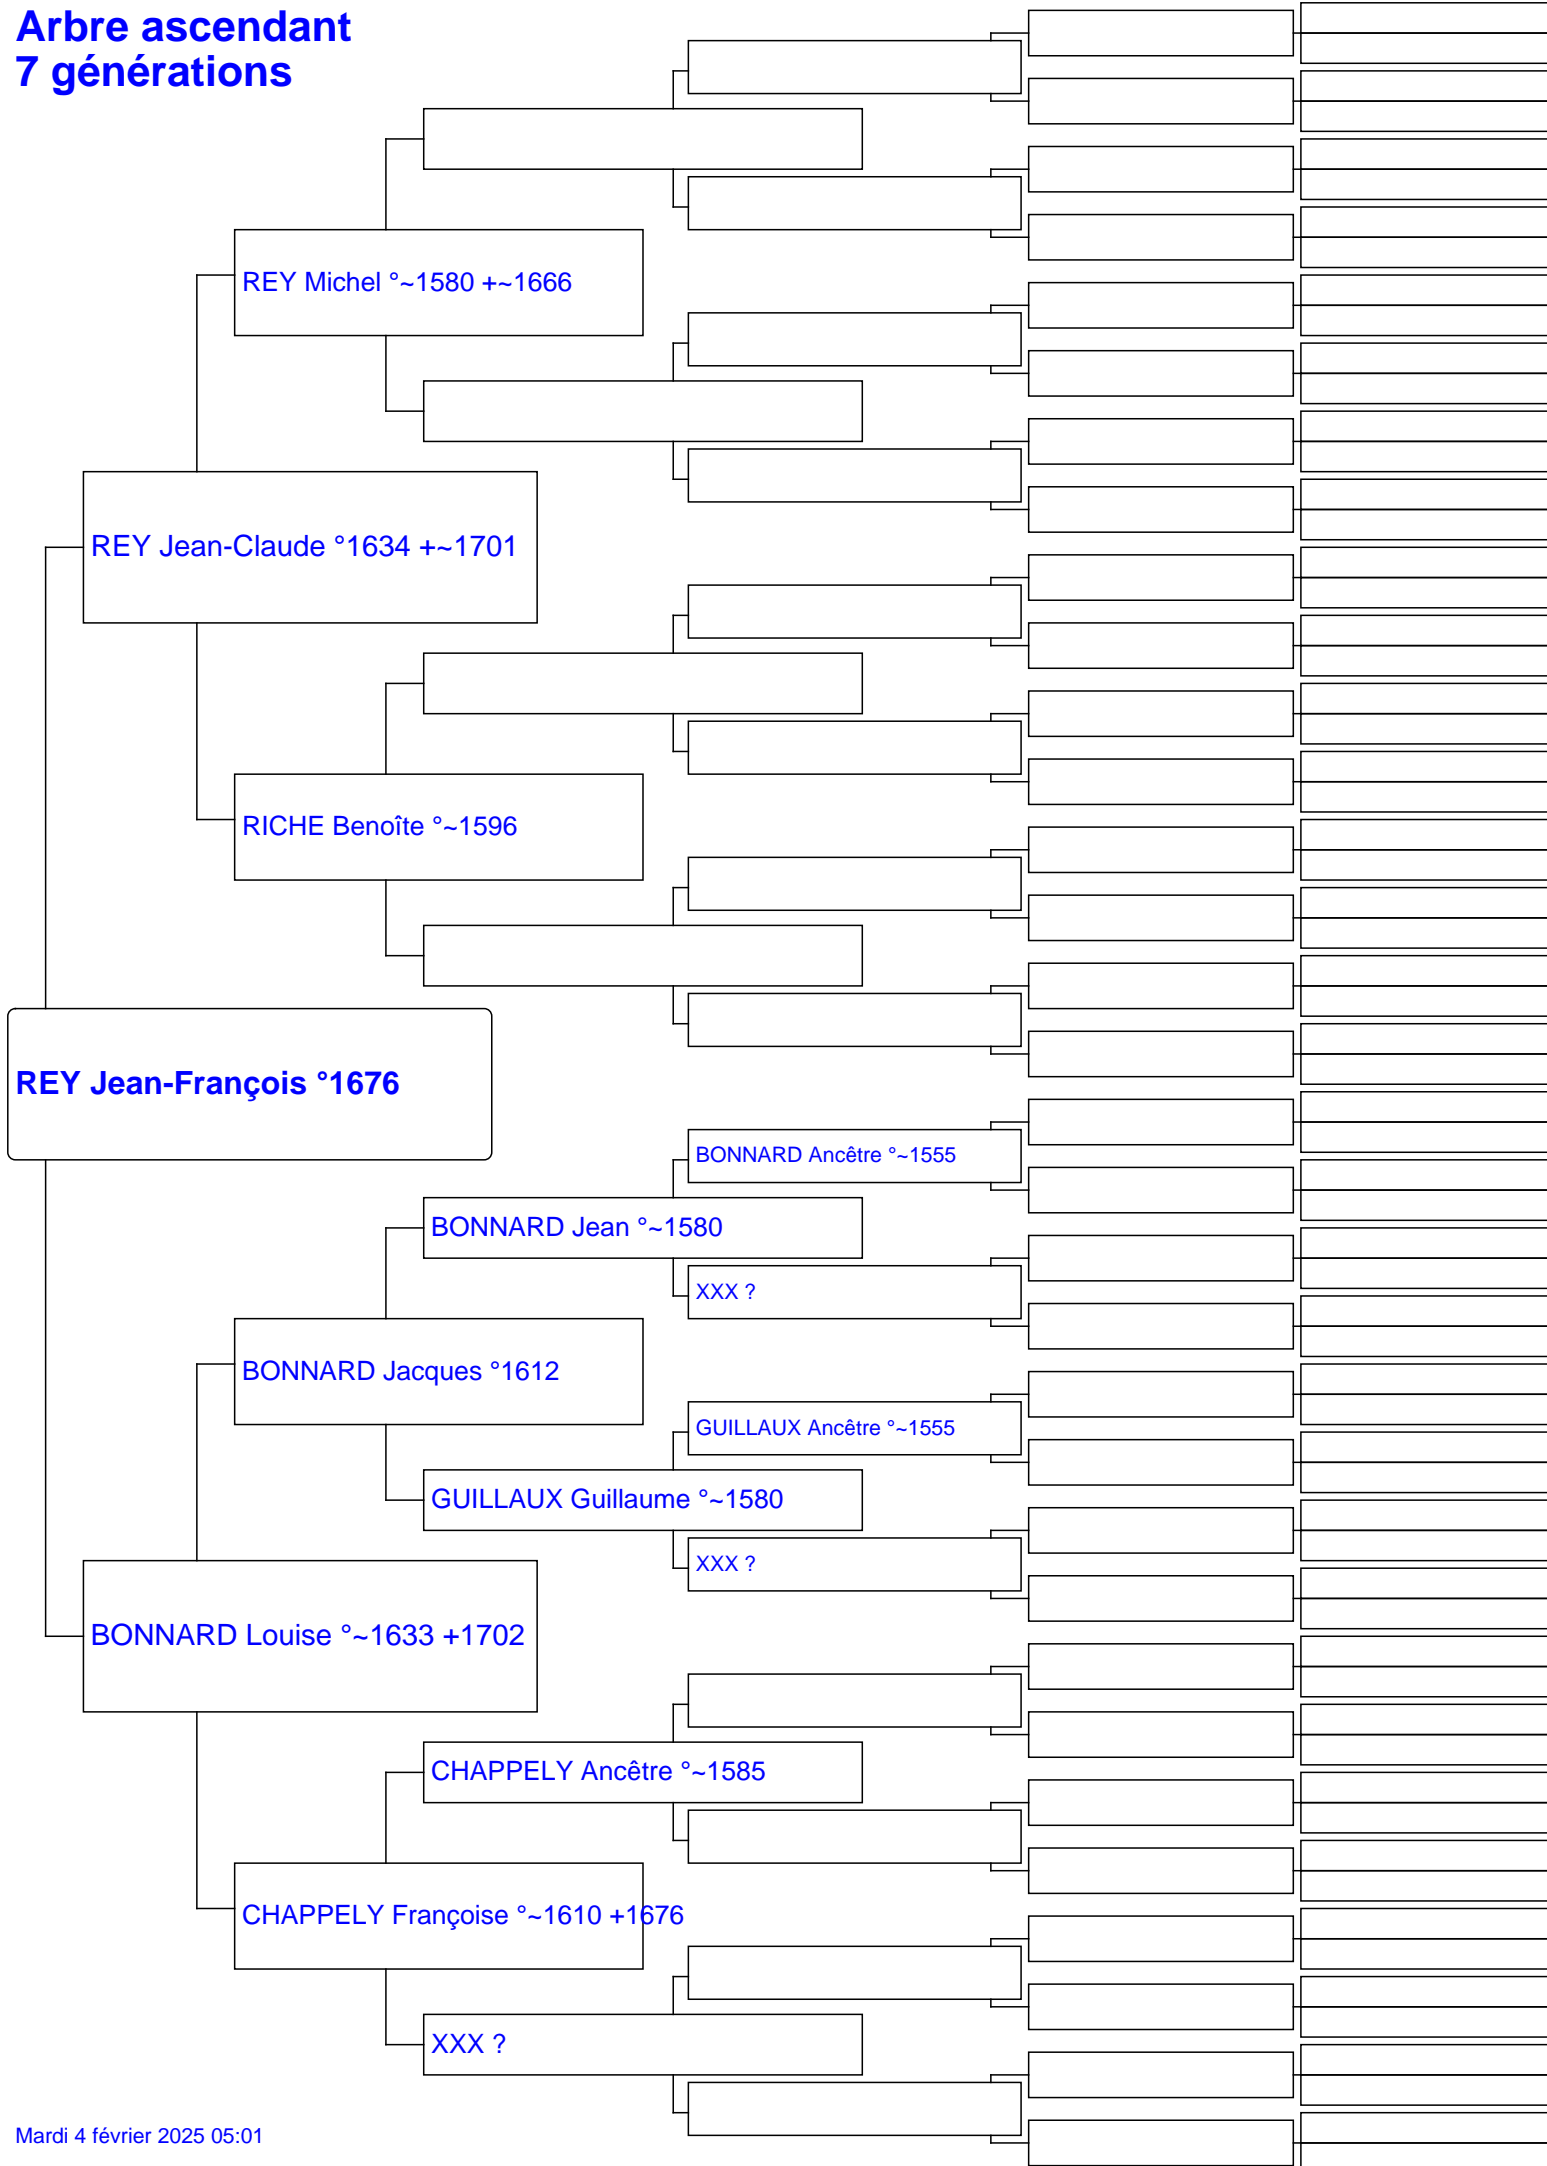 Arbre ascendant
7 générations
REY Michel °~1580 +~1666
REY Jean-Claude °1634 +~1701
RICHE Benoîte °~1596
REY Jean-François °1676
BONNARD Ancêtre °~1555
BONNARD Jean °~1580
XXX ?
BONNARD Jacques °1612
GUILLAUX Ancêtre °~1555
GUILLAUX Guillaume °~1580
XXX ?
BONNARD Louise °~1633 +1702
CHAPPELY Ancêtre °~1585
CHAPPELY Françoise °~1610 +1676
XXX ?
Mardi 4 février 2025 05:01